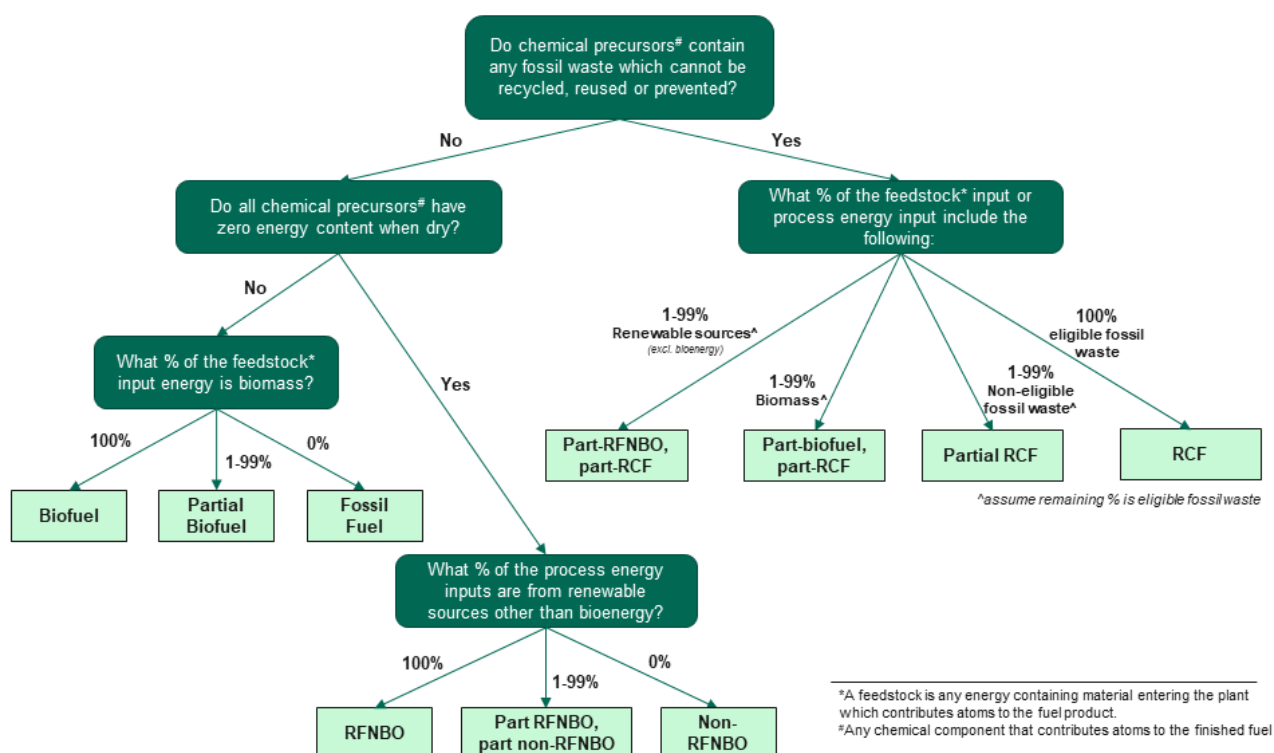 Do chemical precursors# contain
any fossil waste which cannot be
recycled, reused or prevented?
No
Yes
Do all chemical precursors# have
zero energy content when dry?
What % of the feedstock* input or
process energy input include the
following:
No
Yes
What % of the feedstock*
input energy is biomass?
1-99%
Renewable sources^
(excl. bioenergy)
1-99%
Biomass^
1-99%
Non-eligible
fossil waste^
100%
eligible fossil
waste
100%
1-99%
0%
Part-RFNBO,
part-RCF
Part-biofuel,
part-RCF
Partial RCF
RCF
Biofuel
Partial
Biofuel
Fossil
Fuel
^assume remaining % is eligible fossil waste
What % of the process energy
inputs are from renewable
sources other than bioenergy?
100%
1-99%
0%
RFNBO
Part RFNBO,
part non-RFNBO
Non-
RFNBO
*A feedstock is any energy containing material entering the plant
which contributes atoms to the fuel product.
#Any chemical component that contributes atoms to the finished fuel